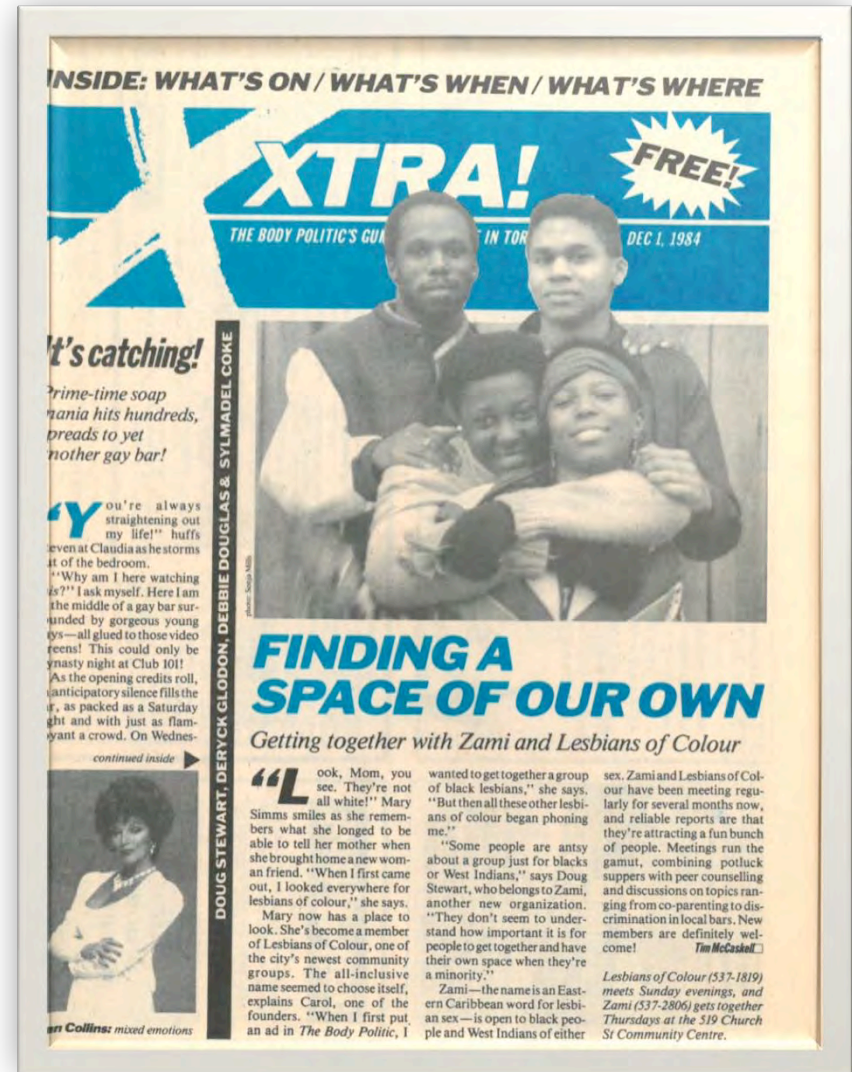 INSIDE: WHAT'S ON / WHAT'S WHEN / WHAT'S WHERE
XTRA!
FREE!
THE BODY POLITIC'S GUI
IN TOR
DEC 1, 1984
t's catching!
Prime-time soap
mania hits hundreds,
preads to yet
nother gay bar!
"You're always
straightening out
my life!" huffs
even at Claudia as he storms
ut of the bedroom.
"Why am I here watching
is?" I ask myself. Here I am
the middle of a gay bar sur-
unded by gorgeous young
ys—all glued to those video
reens! This could only be
ynasty night at Club 101!
As the opening credits roll,
anticipatory silence fills the
r, as packed as a Saturday
ght and with just as flam-
yant a crowd. On Wednes-
continued inside
en Collins: mixed emotions
DOUG STEWART, DERYCK GLODON, DEBBIE DOUGLAS & SYLMADEL COKE
photo: Sonja Mills
FINDING A
SPACE OF OUR OWN
Getting together with Zami and Lesbians of Colour
"Look, Mom, you
see. They're not
all white!" Mary
Simms smiles as she remem-
bers what she longed to be
able to tell her mother when
she brought home a new wom-
an friend. "When I first came
out, I looked everywhere for
lesbians of colour," she says.
Mary now has a place to
look. She's become a member
of Lesbians of Colour, one of
the city's newest community
groups. The all-inclusive
name seemed to choose itself,
explains Carol, one of the
founders. "When I first put
an ad in The Body Politic, I
wanted to get together a group
of black lesbians," she says.
"But then all these other lesbi-
ans of colour began phoning
me."
"Some people are antsy
about a group just for blacks
or West Indians," says Doug
Stewart, who belongs to Zami,
another new organization.
"They don't seem to under-
stand how important it is for
people to get together and have
their own space when they're
a minority."
Zami—the name is an East-
ern Caribbean word for lesbi-
an sex—is open to black peo-
ple and West Indians of either
sex. Zami and Lesbians of Col-
our have been meeting regu-
larly for several months now,
and reliable reports are that
they're attracting a fun bunch
of people. Meetings run the
gamut, combining potluck
suppers with peer counselling
and discussions on topics ran-
ging from co-parenting to dis-
crimination in local bars. New
members are definitely wel-
come! Tim McCaskell
Lesbians of Colour (537-1819)
meets Sunday evenings, and
Zami (537-2806) gets together
Thursdays at the 519 Church
St Community Centre.